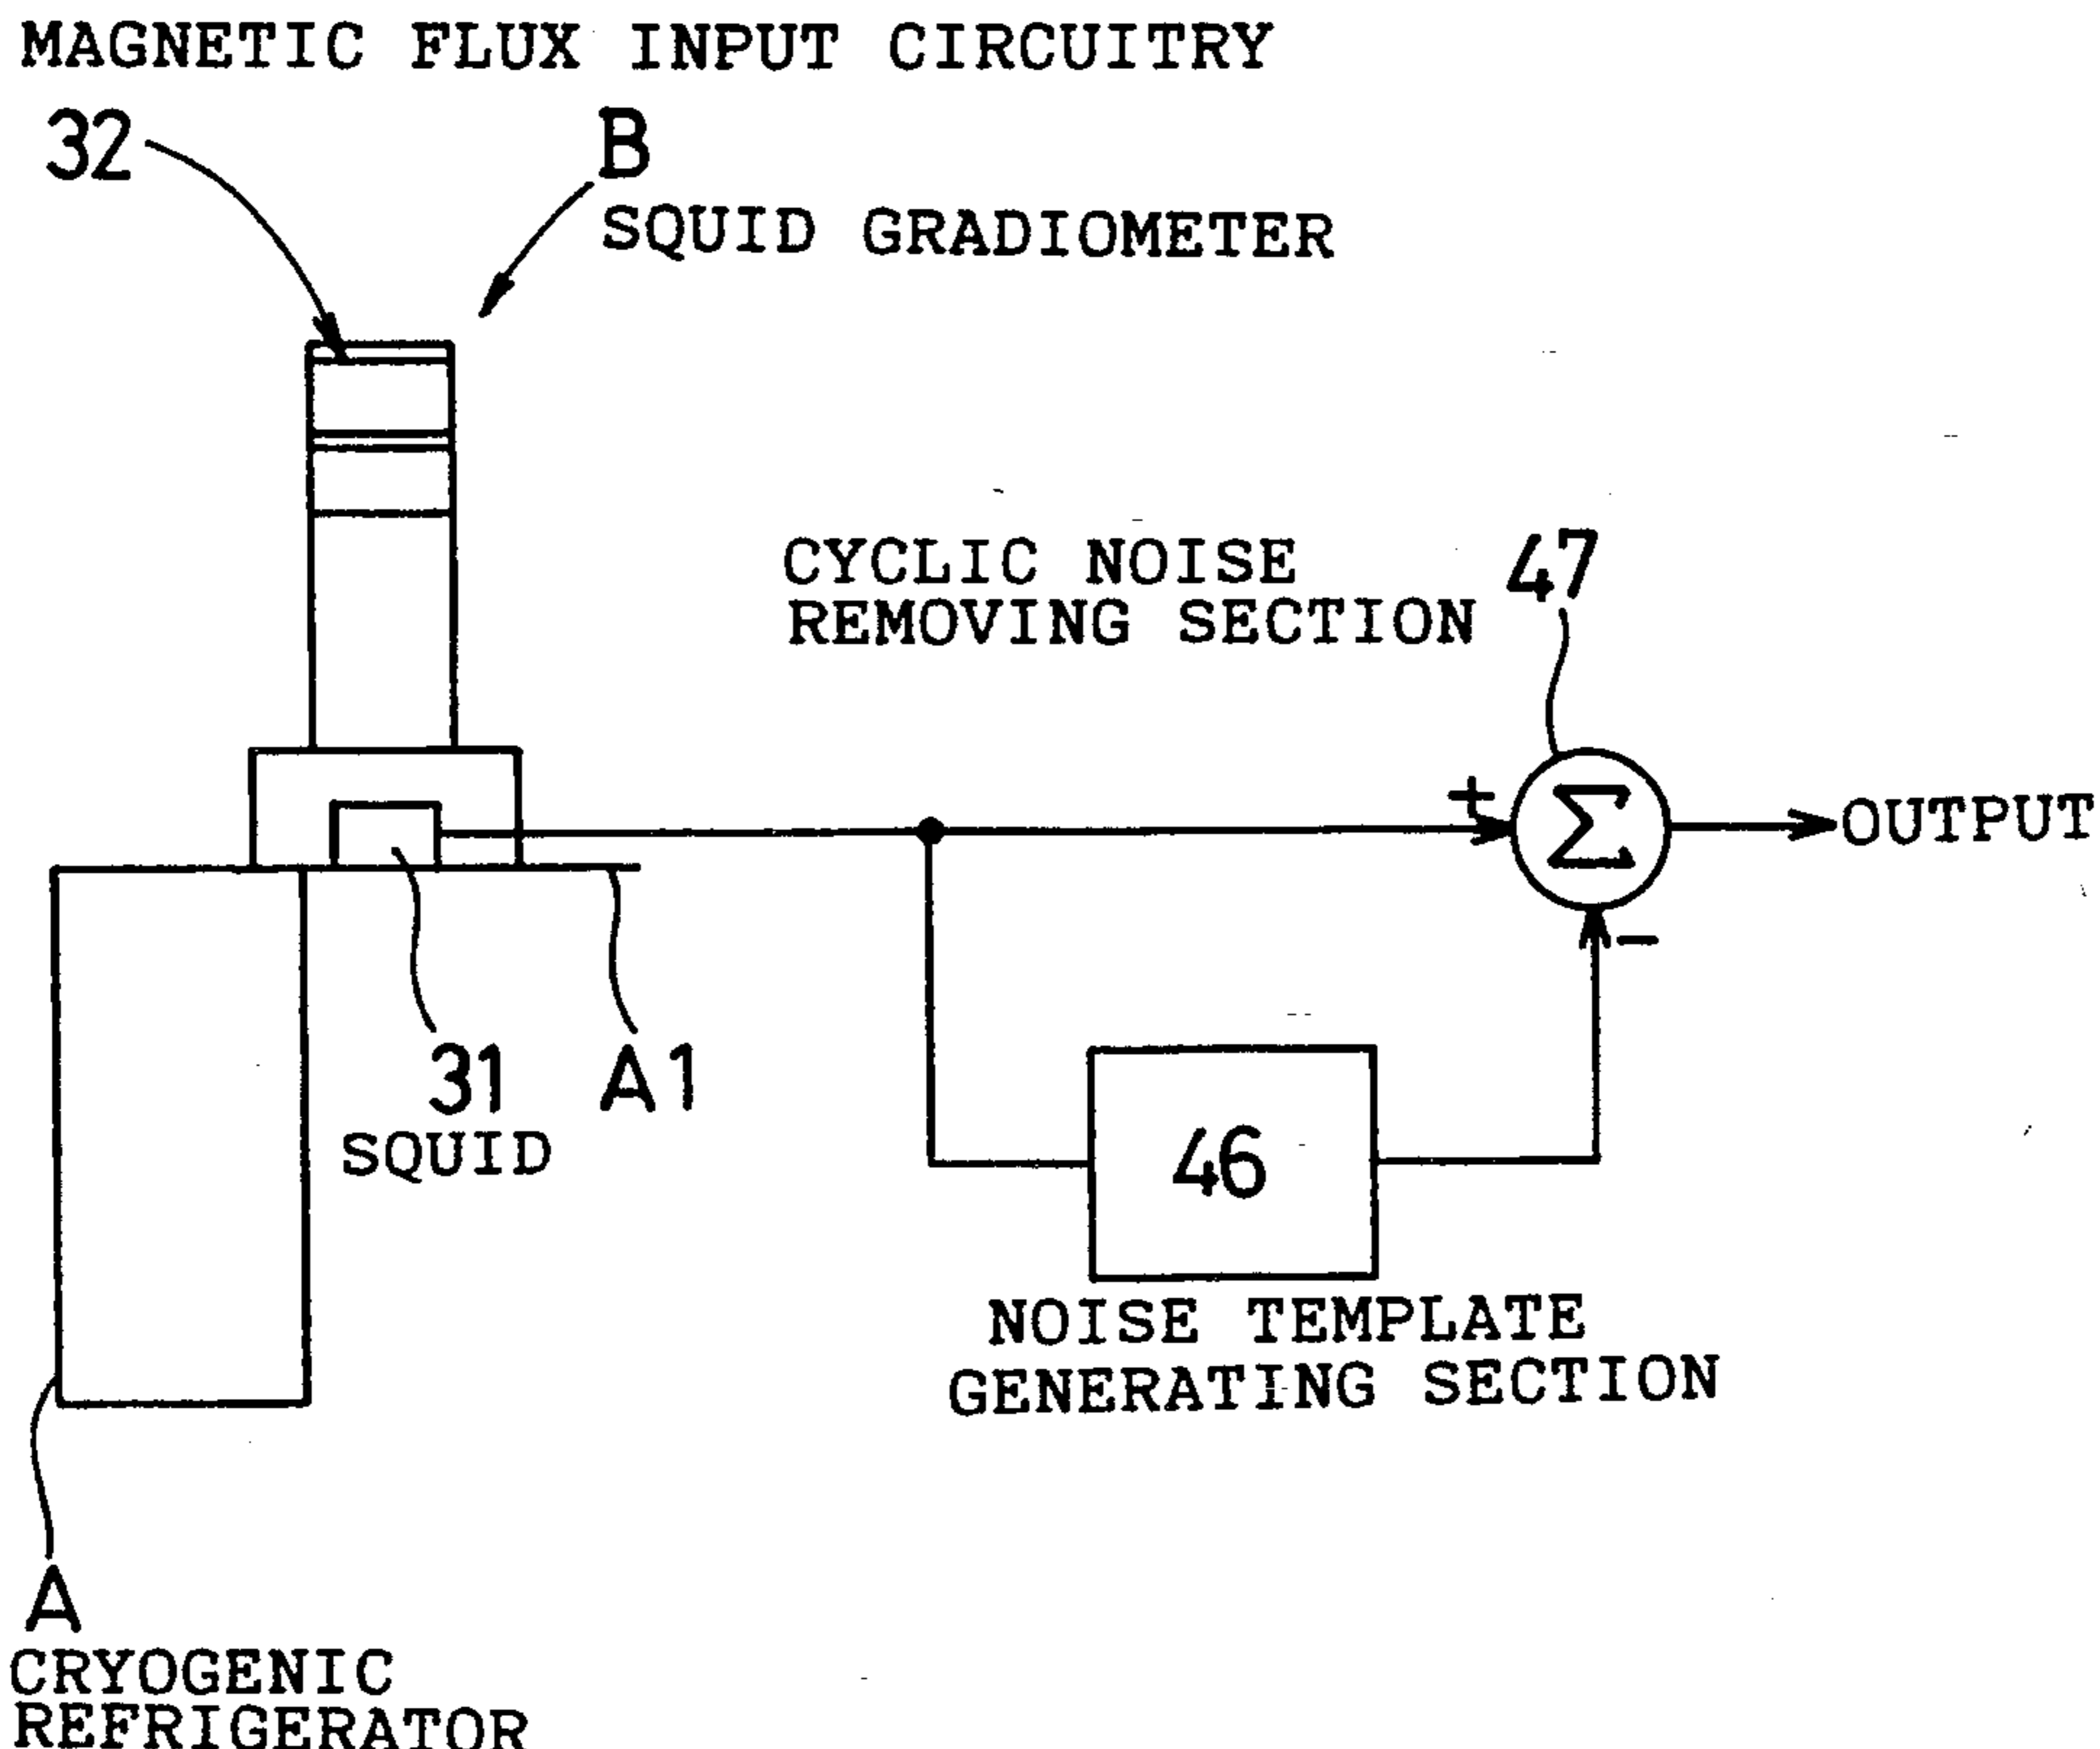 MAGNETIC FLUX INPUT CIRCUITRY
32
B
SQUID GRADIOMETER
CYCLIC NOISE
REMOVING SECTION
47
+
Σ
OUTPUT
-
31
SQUID
A1
46
NOISE TEMPLATE
GENERATING SECTION
A
CRYOGENIC
REFRIGERATOR